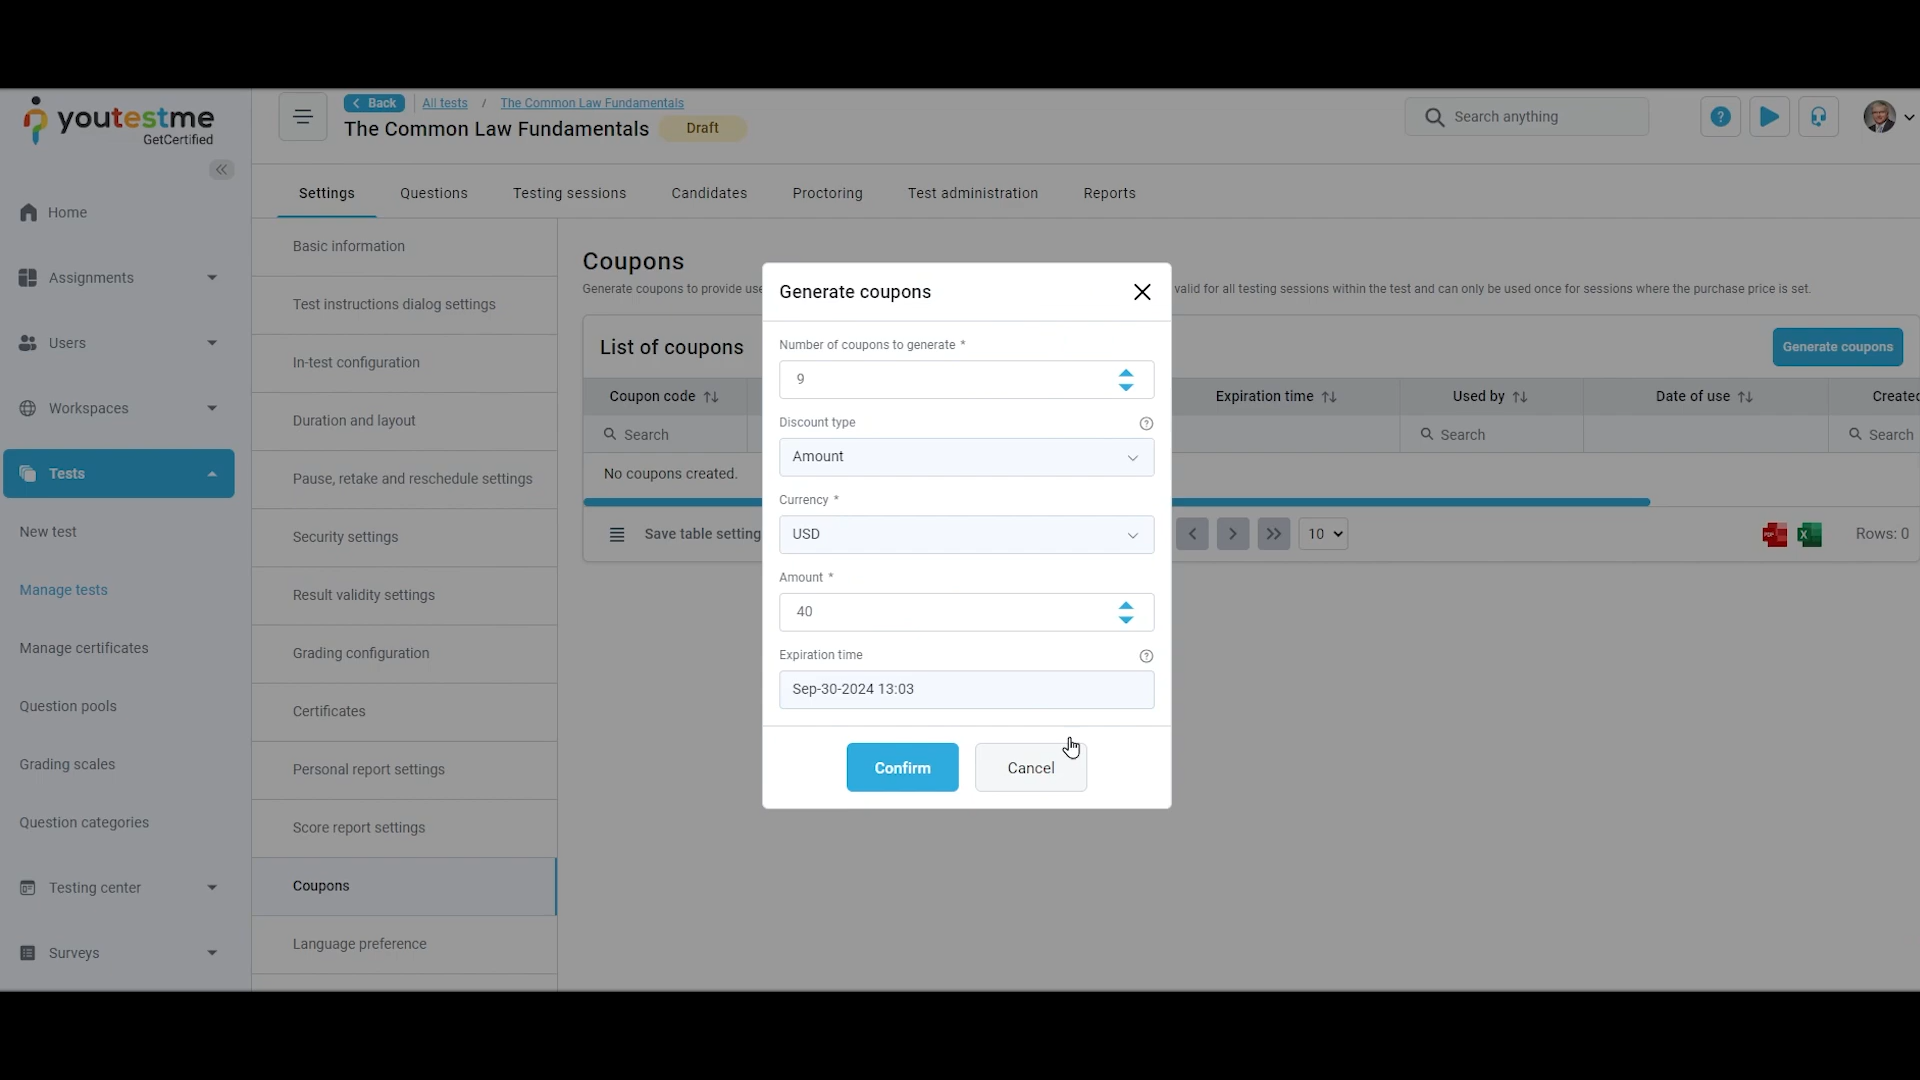 youtestme
GetCertified
Back
All tests / The Common Law Fundamentals
The Common Law Fundamentals Draft
Search anything
?
Home
Assignments
Users
Workspaces
Tests
New test
Manage tests
Manage certificates
Question pools
Grading scales
Question categories
Testing center
Surveys
Settings Questions Testing sessions Candidates Proctoring Test administration Reports
Basic information
Test instructions dialog settings
In-test configuration
Duration and layout
Pause, retake and reschedule settings
Security settings
Result validity settings
Grading configuration
Certificates
Personal report settings
Score report settings
Coupons
Language preference
Coupons
Generate coupons to provide use
valid for all testing sessions within the test and can only be used once for sessions where the purchase price is set.
List of coupons
Generate coupons
Coupon code Expiration time Used by Date of use Create
Search Search Search
No coupons created.
Save table setting
10
PDF
X
Rows: 0
Generate coupons
Number of coupons to generate *
9
Discount type ?
Amount
Currency *
USD
Amount *
40
Expiration time ?
Sep-30-2024 13:03
Confirm Cancel